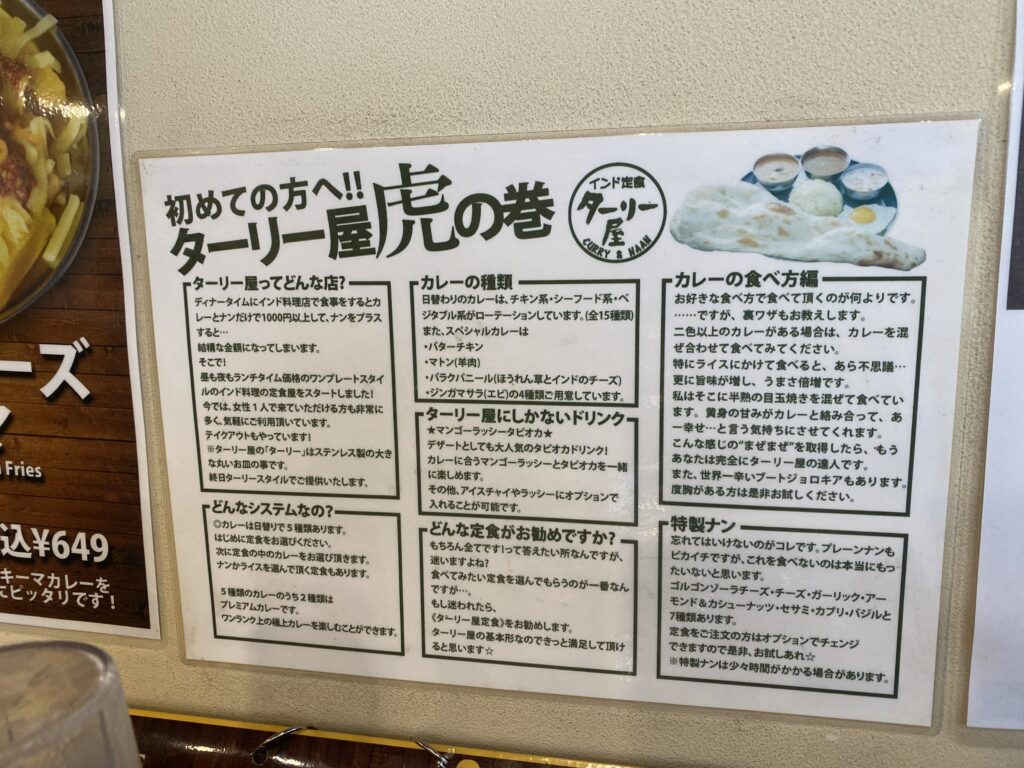 ーズ
Fries
込¥649
キーマカレーを
ピッタリです！
初めての方へ!!
ターリー屋虎の巻
インド定食
ターリー
屋
CURRY & NAAN
ターリー屋ってどんな店?
ディナータイムにインド料理店で食事をするとカ
レーとナンだけで1000円以上して、ナンをプラス
すると…
結構な金額になってしまいます。
そこで!
昼も夜もランチタイム価格のワンプレートスタイ
ルのインド料理の定食屋をスタートしました!
今では、女性1人で来ていただける方も非常に
多く、気軽にご利用頂いています。
テイクアウトもやっています!
※ターリー屋の「ターリー」はステンレス製の大き
な丸いお皿の事です。
終日ターリースタイルでご提供いたします。
どんなシステムなの?
◎カレーは日替りで5種類あります。
はじめに定食をお選びください。
次に定食の中のカレーをお選び頂きます。
ナンかライスを選んで頂く定食もあります。
5種類のカレーのうち2種類は
プレミアムカレーです。
ワンランク上の極上カレーを楽しむことができます。
カレーの種類
日替わりのカレーは、チキン系・シーフード系・ベ
ジタブル系がローテーションしています。(全15種類)
また、スペシャルカレーは
・バターチキン
・マトン(羊肉)
・パラクパニール(ほうれん草とインドのチーズ)
・ジンガマサラ(エビ)の4種類ご用意しています。
ターリー屋にしかないドリンク
★マンゴーラッシータピオカ★
デザートとしても大人気のタピオカドリンク!
カレーに合うマンゴーラッシーとタピオカを一緒
に楽しめます。
その他、アイスチャイやラッシーにオプションで
入れることが可能です。
どんな定食がお勧めですか?
もちろん全てです!って答えたい所なんですが、
迷いますよね?
食べてみたい定食を選んでもらうのが一番なん
ですが…。
もし迷われたら、
《ターリー屋定食》をお勧めします。
ターリー屋の基本形なのできっと満足して頂け
ると思います☆
カレーの食べ方編
お好きな食べ方で食べて頂くのが何よりです。
……ですが、裏ワザもお教えします。
二色以上のカレーがある場合は、カレーを混
ぜ合わせて食べてみてください。
特にライスにかけて食べると、あら不思議…
更に旨味が増し、うまさ倍増です。
私はそこに半熟の目玉焼きを混ぜて食べてい
ます。黄身の甘みがカレーと絡み合って、あ
ー幸せ…と言う気持ちにさせてくれます。
こんな感じの"まぜまぜ"を取得したら、もう
あなたは完全にターリー屋の達人です。
また、世界一辛いブートジョロキアもあります。
度胸がある方は是非お試しください。
特製ナン
忘れてはいけないのがコレです。プレーンナンも
ピカイチですが、これを食べないのは本当にもっ
たいないと思います。
ゴルゴンゾーラチーズ・チーズ・ガーリック・アー
モンド&カシューナッツ・セサミ・カブリ・バジルと
7種類あります。
定食をご注文の方はオプションでチェンジ
できますので是非、お試しあれ☆
※特製ナンは少々時間がかかる場合があります。